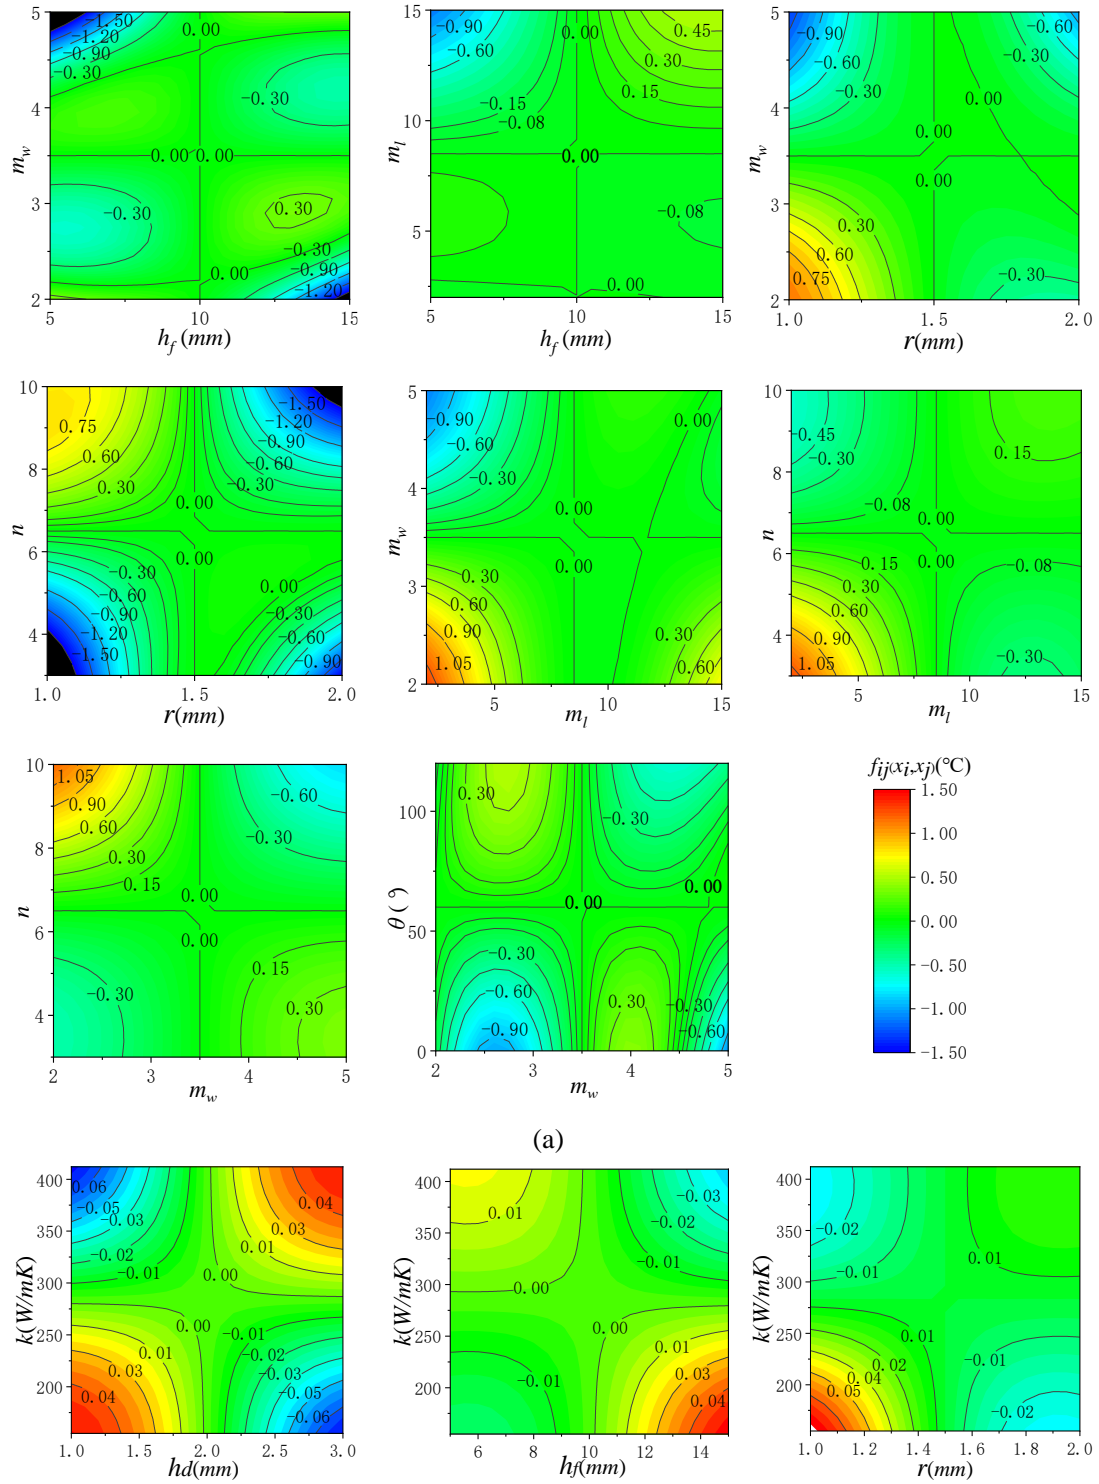 5 −1.50 0.00
−1.20
−0.90
−0.30
−0.30
4
m_w 0.00 0.00
3 −0.30 0.30
−0.30
0.00 −0.90
−1.20
2
5 10 15
h_f(mm)
15 −0.90 0.00 0.45
−0.60 0.30
−0.15 0.15
−0.08
10
m_l 0.00
5 −0.08
0.00
5 10 15
h_f(mm)
5 −0.90 −0.60
−0.60
−0.30
4 0.00
0.00
m_w
0.00
3 0.30
0.60
0.75 −0.30
2
1.0 1.5 2.0
r(mm)
10 −1.50
0.75 −1.20
−0.90
0.60 −0.60
8 0.30 −0.30
0.00
n
6 0.00
−0.30 0.00
−0.60 −0.30
−0.90 −0.60
4 −1.20 −0.90
−1.50
1.0 1.5 2.0
r(mm)
5 −0.90 0.00
−0.60
4 −0.30
0.00
m_w
0.00
3 0.30
0.60
0.90 0.30
1.05 0.60
2
5 10 15
m_l
10
−0.45 0.15
−0.30
8
−0.08
0.00
n
6 0.15 0.00 −0.08
0.30
0.60
4 0.90
1.05 −0.30
5 10 15
m_l
10 1.05
0.90 −0.60
0.60
8 0.30 −0.30
0.15
0.00
n
6 0.00
0.15
−0.30 0.30
4
2 3 4 5
m_w
100 0.30 −0.30
0.00 0.00
θ(°)
50
−0.30
−0.60 0.30 −0.30
−0.90 −0.60
0
2 3 4 5
m_w
f_ij(x_i,x_j)(℃)
1.50
1.00
0.50
0.00
−0.50
−1.00
−1.50
(a)
400 0.06 0.04
−0.05
350 −0.03 0.03
−0.02 0.01
300 −0.01 0.00
k(W/mK)
250 0.00 −0.01
0.01 −0.02
0.03 −0.03
200 0.04 −0.05
−0.06
1.0 1.5 2.0 2.5 3.0
hd(mm)
400 −0.03
0.01 −0.02
350 −0.01
300 0.00
k(W/mK)
250 0.00
0.01
200 −0.01 0.03
0.04
6 8 10 12 14
hf(mm)
400
350 −0.02
−0.01 0.01
300
k(W/mK)
250 0.01 −0.01
0.02
200 0.04
0.05 −0.02
1.0 1.2 1.4 1.6 1.8 2.0
r(mm)